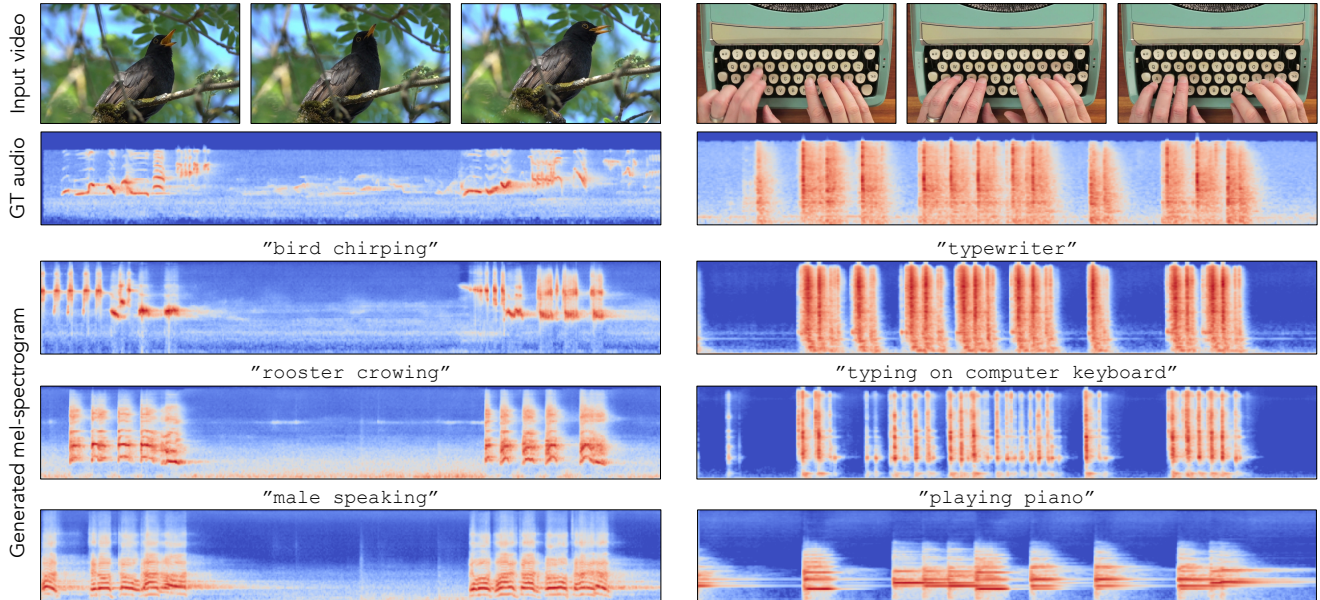 Input video
GT audio
Generated mel-spectrogram
"bird chirping"
"typewriter"
"rooster crowing"
"typing on computer keyboard"
"male speaking"
"playing piano"